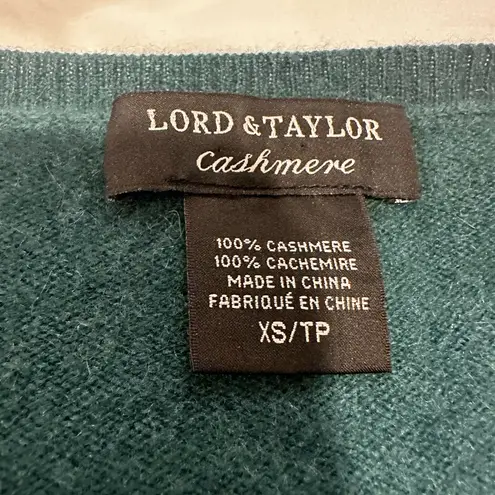 LORD & TAYLOR
cashmere
100% CASHMERE
100% CACHEMIRE
MADE IN CHINA
FABRIQUÉ EN CHINE
XS/TP